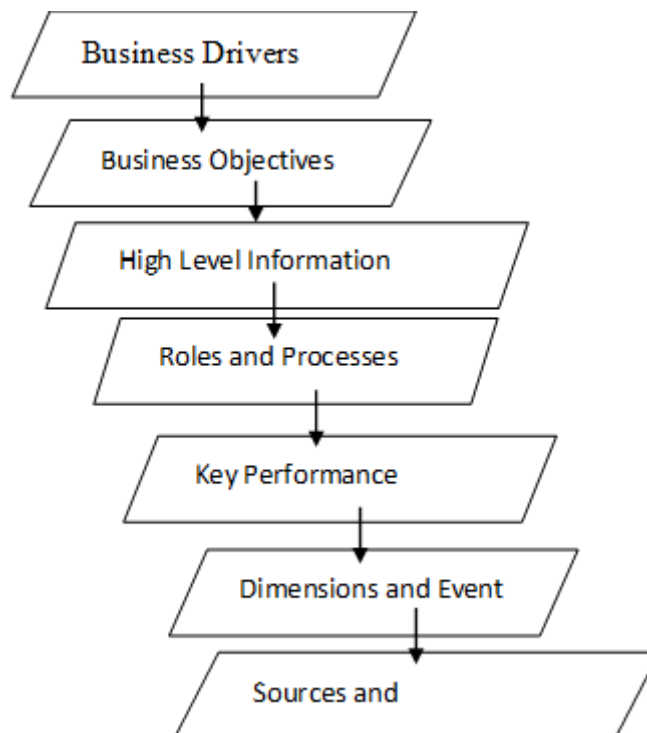 Business Drivers
Business Objectives
High Level Information
Roles and Processes
Key Performance
Dimensions and Event
Sources and